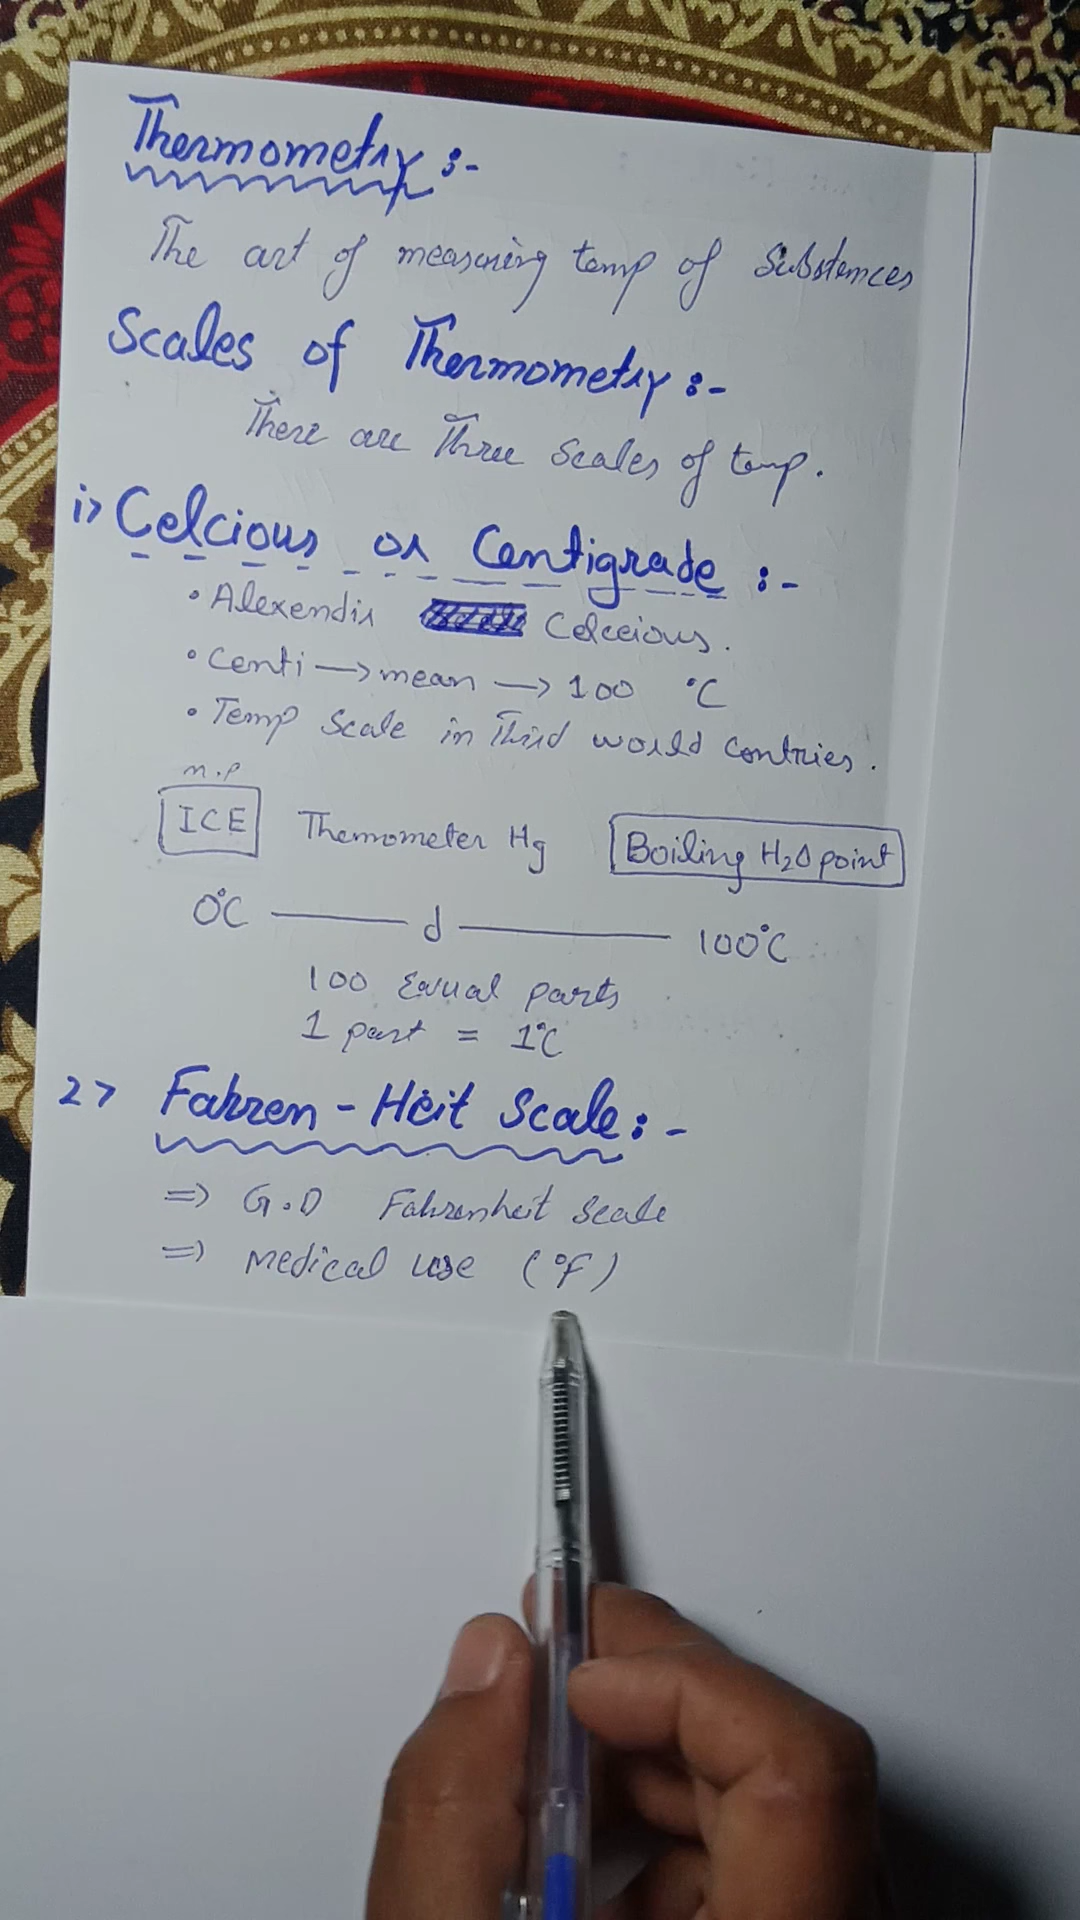 Thermometry :-
The art of measuring temp of Substances
Scales of Thermometry :-
There are Three Scales of temp.
i> Celcious or Centigrade :-
• Alexendir Celceious.
• Centi → mean → 100 °C
• Temp Scale in Third world Contries.
m.p
ICE Themometer Hg Boiling H2O point
0°C d 100°C
100 Equal parts
1 part = 1°C
2> Fahren - Heit Scale :-
⇒ G.D Fahrenheit Scale
⇒ Medical use (°F)